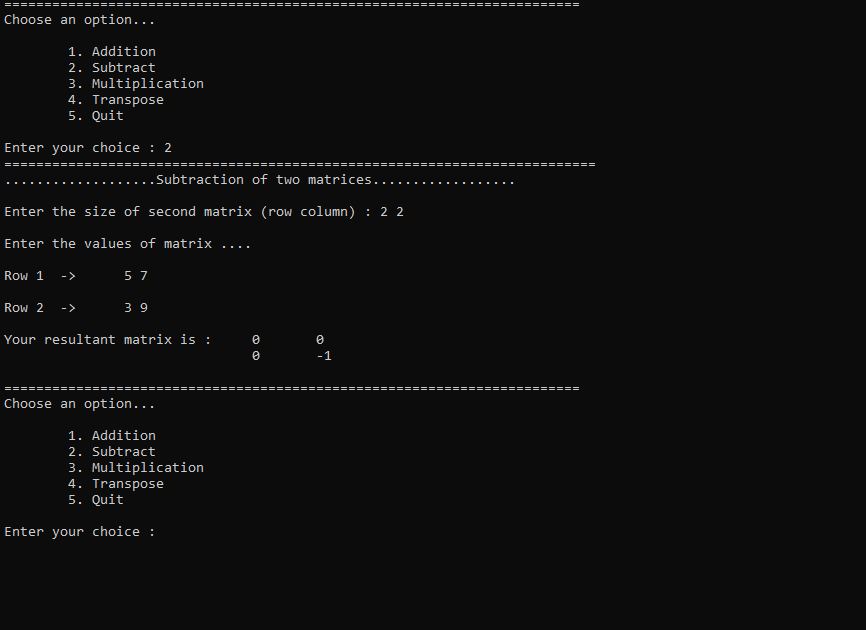 ========================================================================
Choose an option...
1. Addition
2. Subtract
3. Multiplication
4. Transpose
5. Quit
Enter your choice : 2
==========================================================================
...................Subtraction of two matrices..................
Enter the size of second matrix (row column) : 2 2
Enter the values of matrix ....
Row 1  ->      5 7
Row 2  ->      3 9
Your resultant matrix is :     0       0
0       -1
========================================================================
Choose an option...
1. Addition
2. Subtract
3. Multiplication
4. Transpose
5. Quit
Enter your choice :